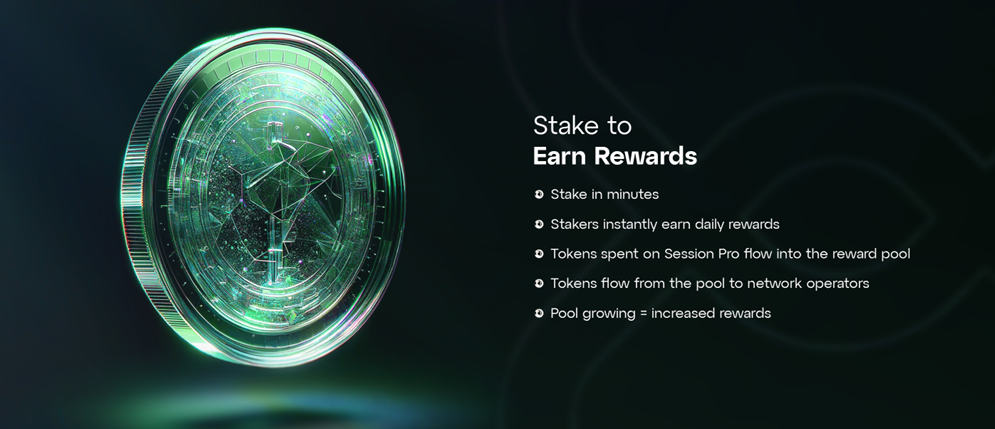 Stake to
Earn Rewards
Stake in minutes
Stakers instantly earn daily rewards
Tokens spent on Session Pro flow into the reward pool
Tokens flow from the pool to network operators
Pool growing = increased rewards